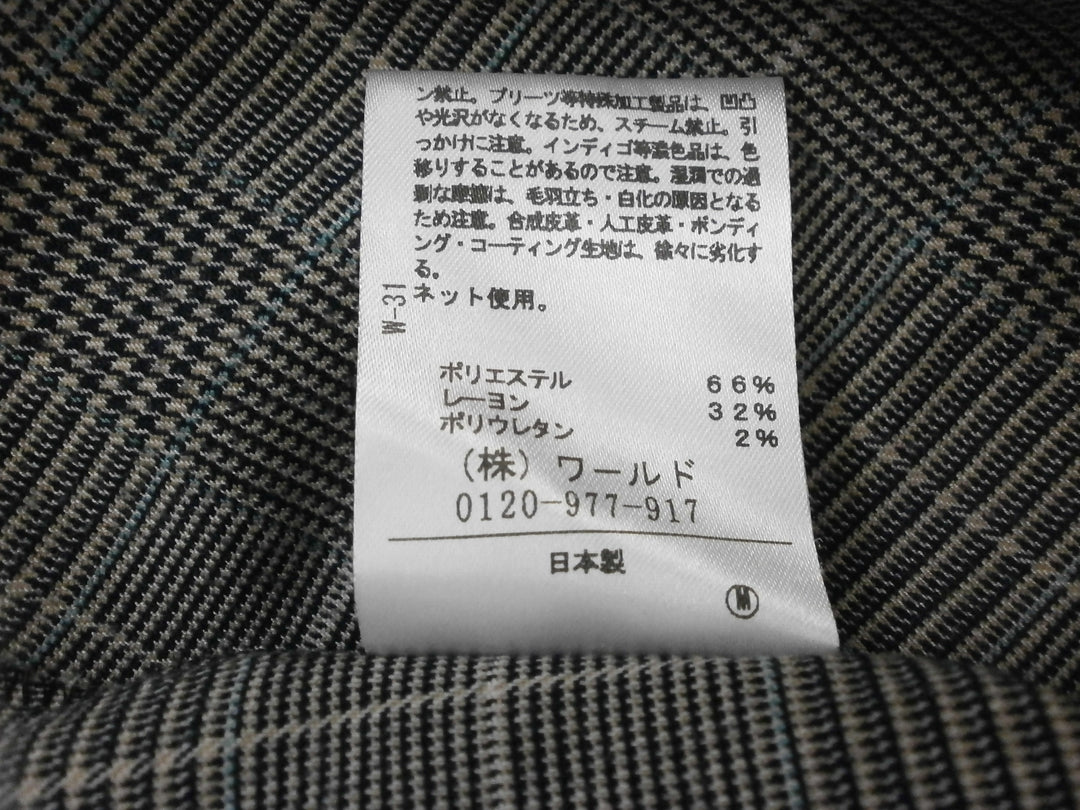 ン禁止。プリーツ等特殊加工製品は、凹凸
や光沢がなくなるため、スチーム禁止。引
っかけに注意。インディゴ等濃色品は、色
移りすることがあるので注意。湿潤での過
剰な摩擦は、毛羽立ち・白化の原因となる
ため注意。合成皮革・人工皮革・ボンディ
ング・コーティング生地は、徐々に劣化す
る。
ネット使用。
W-31
ポリエステル 66%
レーヨン 32%
ポリウレタン 2%
(株) ワールド
0120-977-917
日本製
M